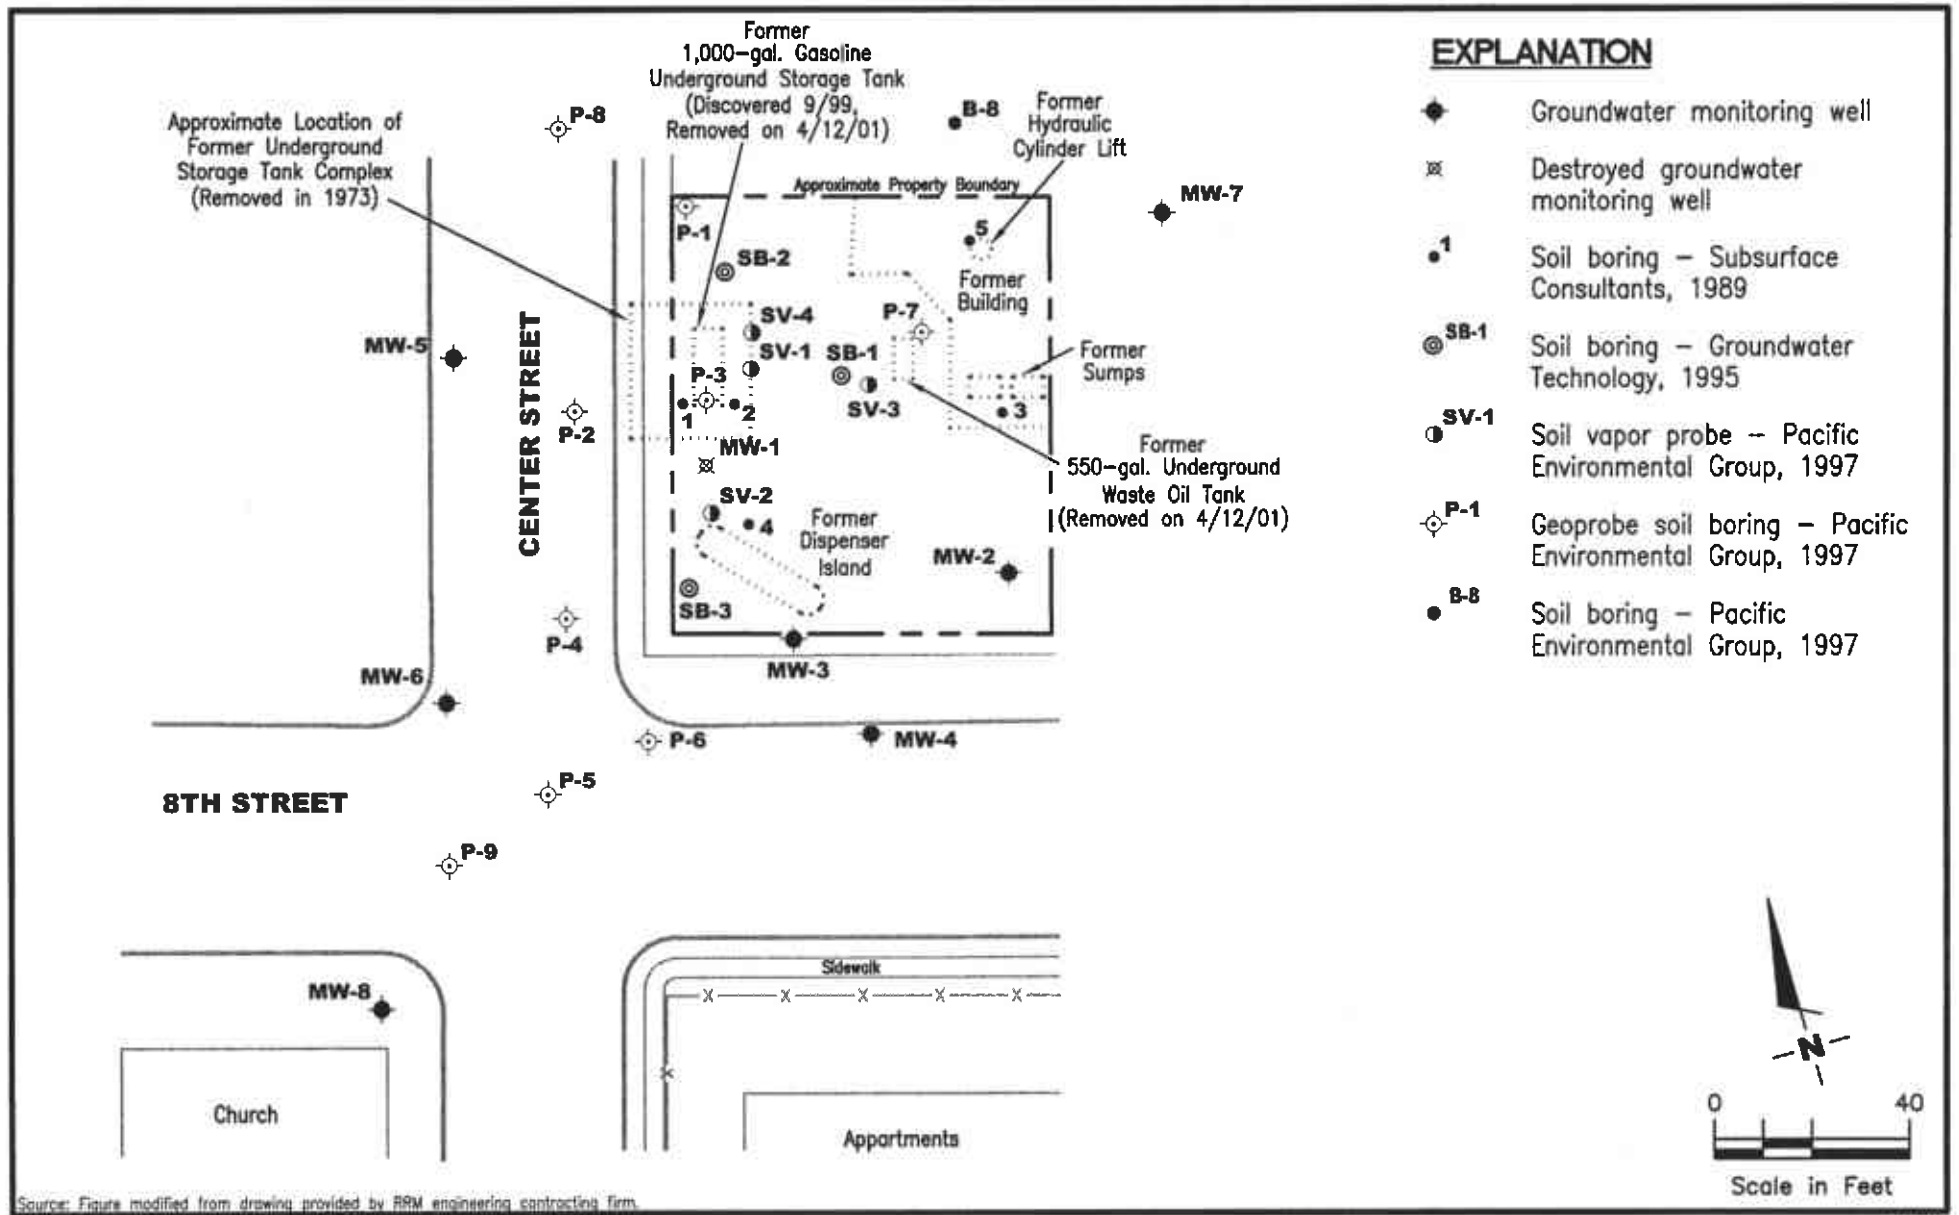 Former
1,000-gal. Gasoline
Underground Storage Tank
(Discovered 9/99,
Removed on 4/12/01)
Approximate Location of
Former Underground
Storage Tank Complex
(Removed in 1973)
P-8
B-8
Former
Hydraulic
Cylinder Lift
Approximate Property Boundary
MW-7
P-1
5
SB-2
Former
Building
SV-4
P-7
MW-5
SV-1
SB-1
Former
Sumps
P-3
SV-3
1
2
3
CENTER STREET
P-2
MW-1
Former
550-gal. Underground
Waste Oil Tank
(Removed on 4/12/01)
SV-2
4
Former
Dispenser
Island
MW-2
SB-3
P-4
MW-3
MW-6
P-6
MW-4
P-5
8TH STREET
P-9
Sidewalk
X X X X X
X
MW-8
Church
Appartments
EXPLANATION
Groundwater monitoring well
Destroyed groundwater
monitoring well
1
Soil boring - Subsurface
Consultants, 1989
SB-1
Soil boring - Groundwater
Technology, 1995
SV-1
Soil vapor probe - Pacific
Environmental Group, 1997
P-1
Geoprobe soil boring - Pacific
Environmental Group, 1997
B-8
Soil boring - Pacific
Environmental Group, 1997
N
0 40
Scale in Feet
Source: Figure modified from drawing provided by RRM engineering contracting firm.